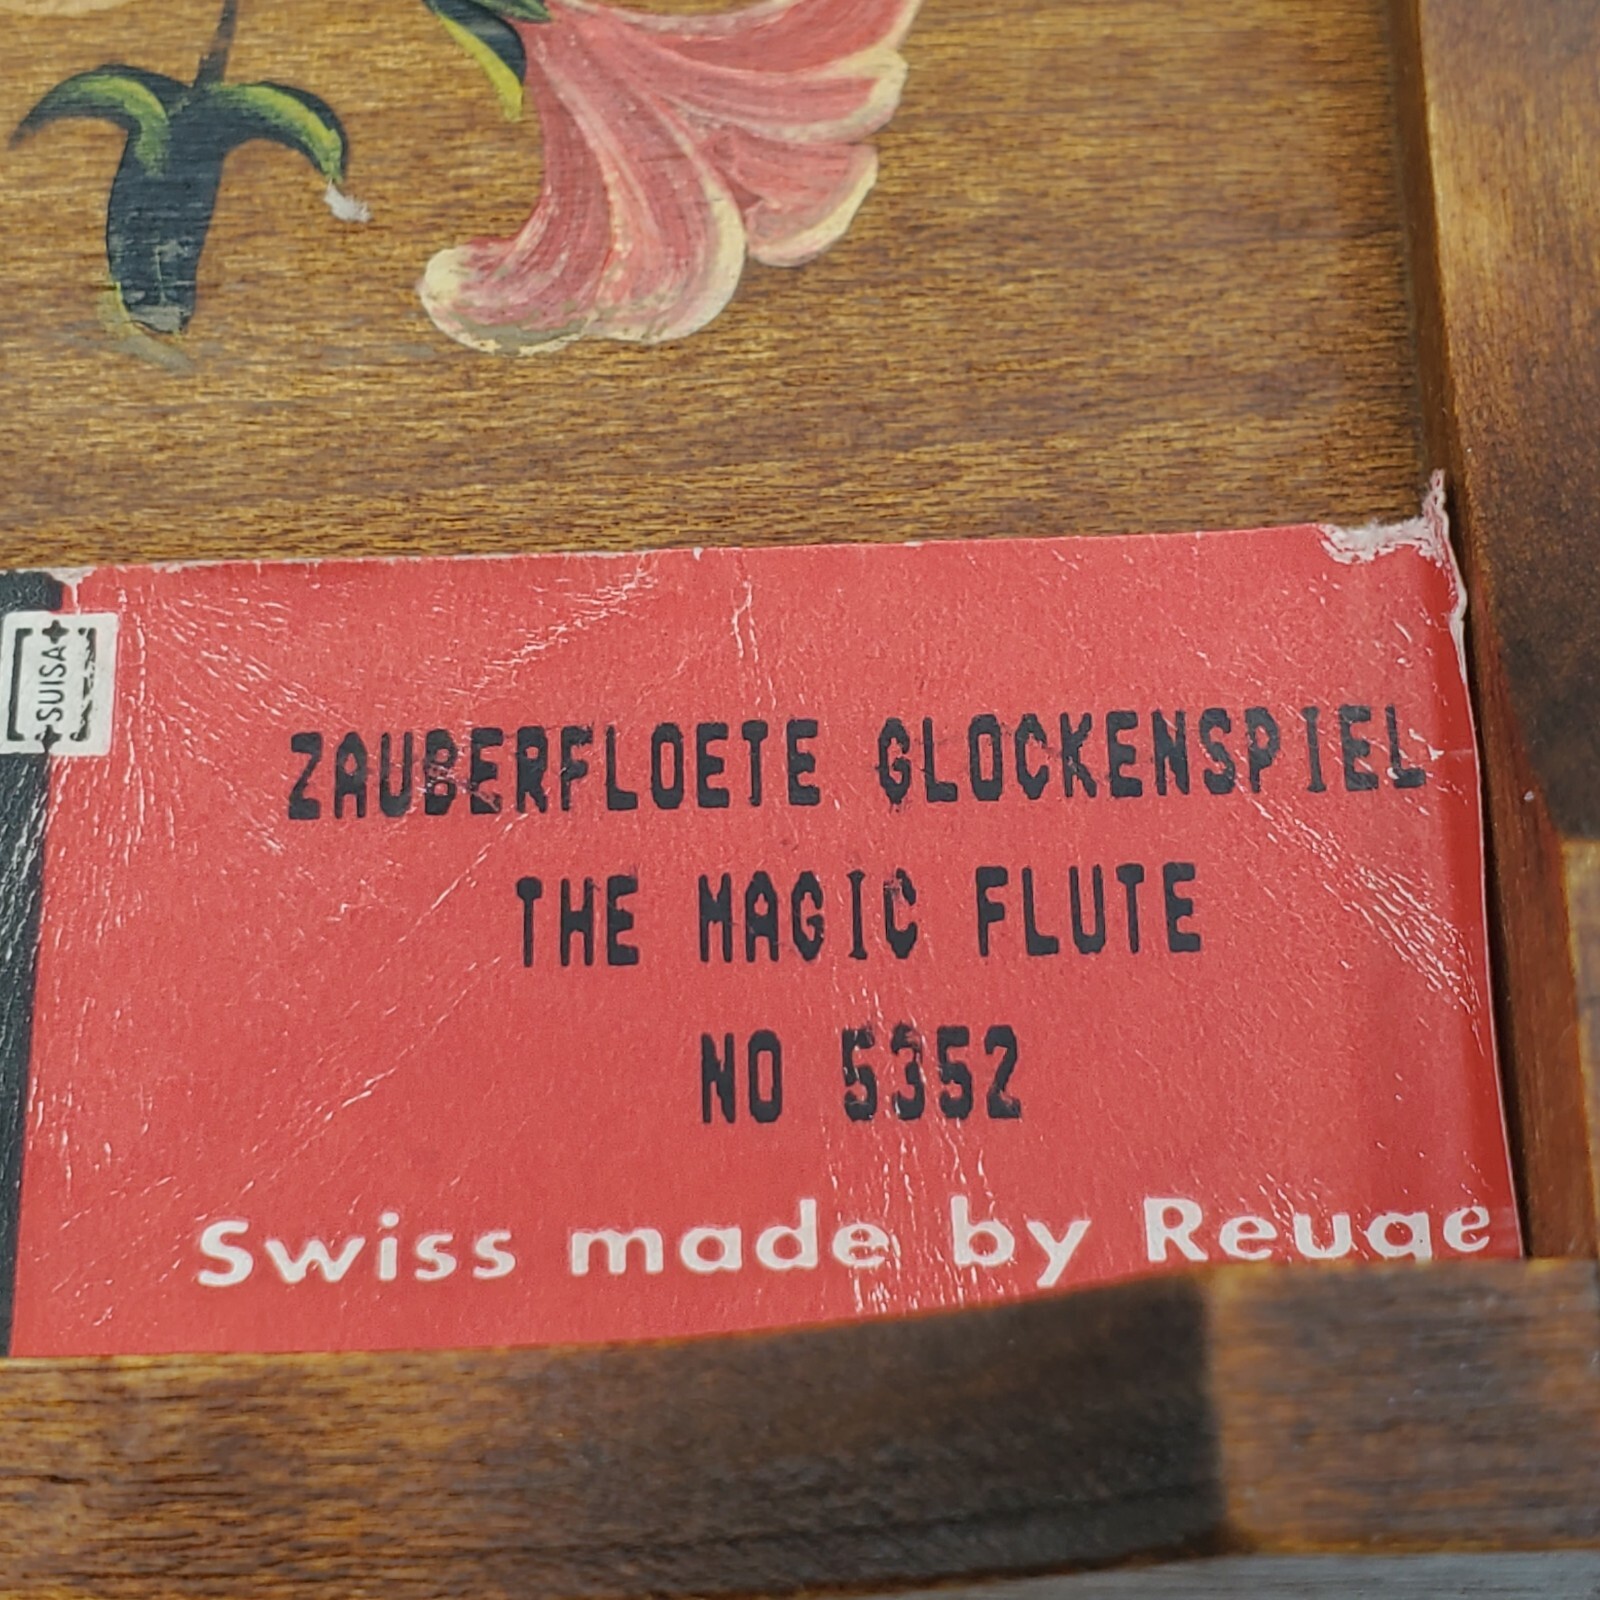 +SUISA+
ZAUBERFLOETE GLOCKENSPIEL
THE MAGIC FLUTE
NO 5352
Swiss made by Reuge